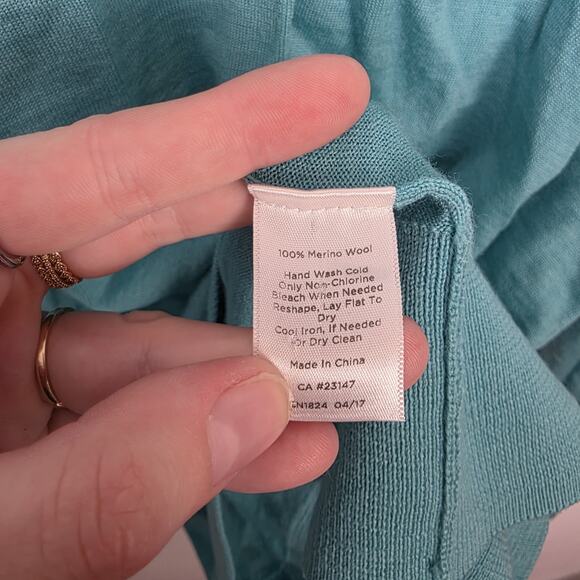 100% Merino Wool
Hand Wash Cold
Only Non-Chlorine
Bleach When Needed
Reshape, Lay Flat To
Dry
Cool Iron, If Needed
Or Dry Clean
Made In China
CA #23147
04/17